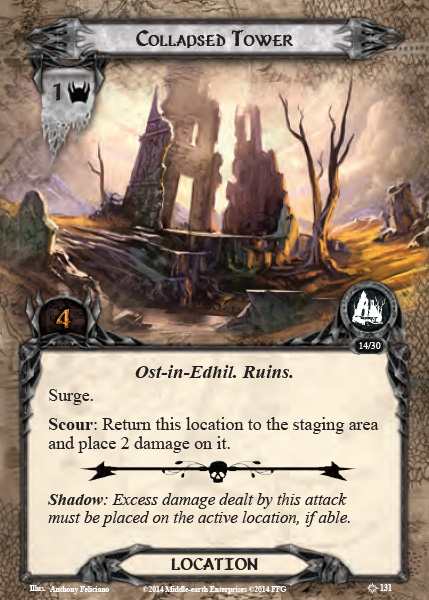 Collapsed Tower
1
4
14/30
Ost-in-Edhil. Ruins.
Surge.
Scour: Return this location to the staging area
and place 2 damage on it.
Shadow: Excess damage dealt by this attack
must be placed on the active location, if able.
LOCATION
Illus. Anthony Feliciano ©2014 Middle-earth Enterprises ©2014 FFG 131